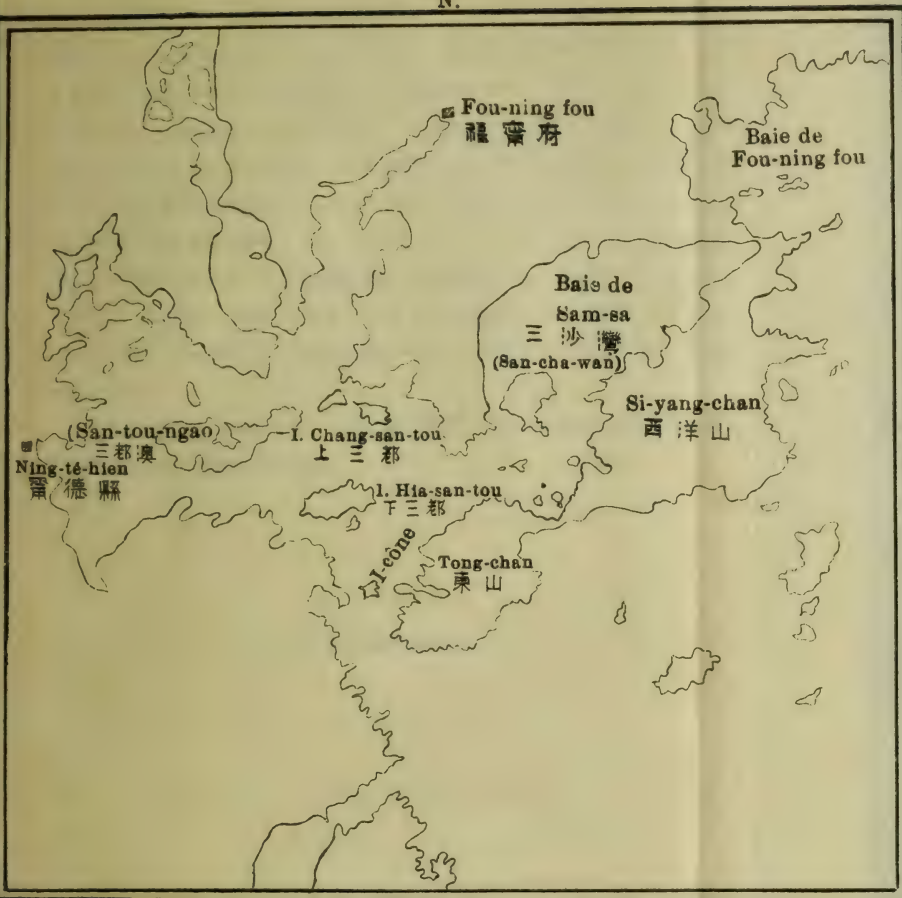 N.
Fou-ning fou
福甯府
Baie de
Fou-ning fou
Baie de
Sam-sa
三沙灣
(San-cha-wan)
Si-yang-chan
西洋山
(San-tou-ngao)
三都澳
I. Chang-san-tou
上三都
Ning-té-hien
甯德縣
I. Hia-san-tou
下三都
I-cône
Tong-chan
東山